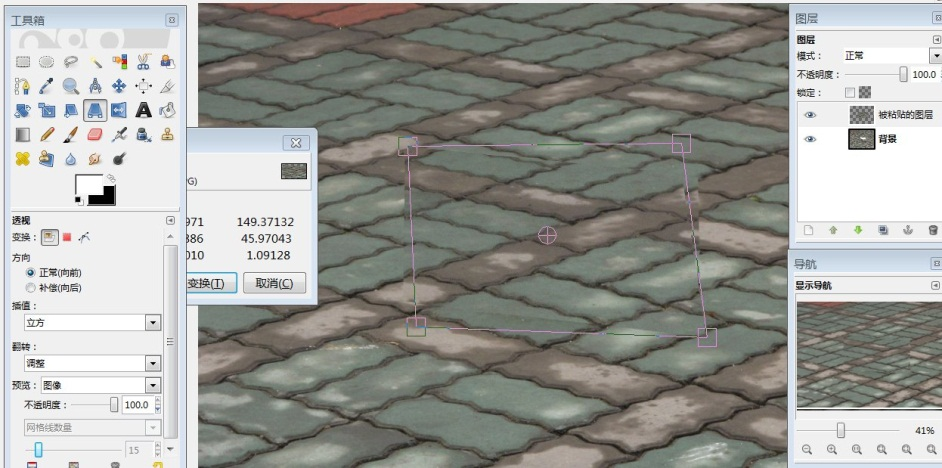 工具箱
透视
变换:
方向
正常(向前)
补偿(向后)
插值:
立方
翻转:
调整
预览: 图像
不透明度: 100.0
网格线数量
15
G)
971 149.37132
386 45.97043
010 1.09128
变换(T) 取消(C)
图层
图层
模式: 正常
不透明度: 100.0
锁定:
被粘贴的图层
背景
导航
显示导航
41%